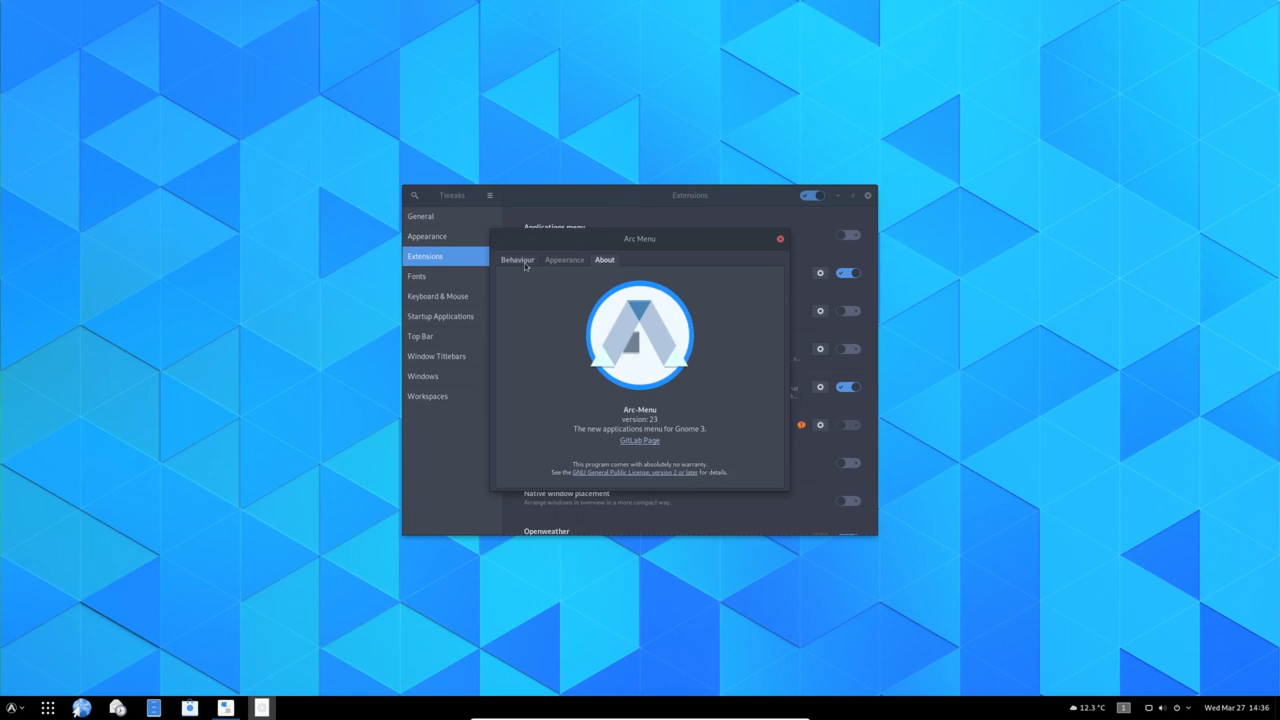 Tweaks
Extensions
General
Appearance
Extensions
Fonts
Keyboard & Mouse
Startup Applications
Top Bar
Window Titlebars
Windows
Workspaces
Applications menu
Arc Menu
Behaviour
Appearance
About
Arc-Menu
version: 23
The new applications menu for Gnome 3.
GitLab Page
This program comes with absolutely no warranty.
See the GNU General Public License, version 2 or later for details.
Native window placement
Arrange windows in overview in a more compact way.
Openweather
12.3 °C
1
Wed Mar 27 14:36